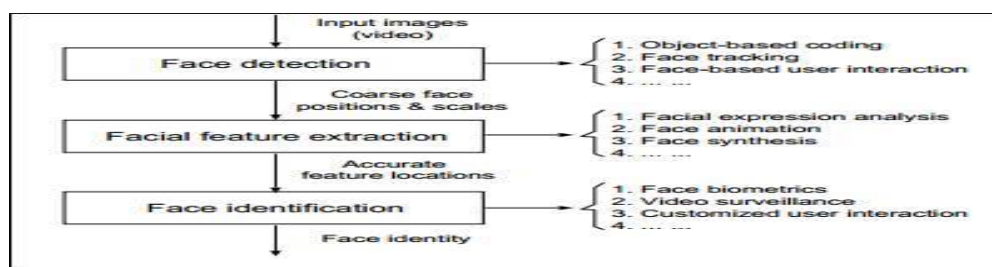 Input images
(video)
Face detection
1. Object-based coding
2. Face tracking
3. Face-based user interaction
4. ... ...
Coarse face
positions & scales
Facial feature extraction
1. Facial expression analysis
2. Face animation
3. Face synthesis
4. ... ...
Accurate
feature locations
Face identification
1. Face biometrics
2. Video surveillance
3. Customized user interaction
4. ... ...
Face identity